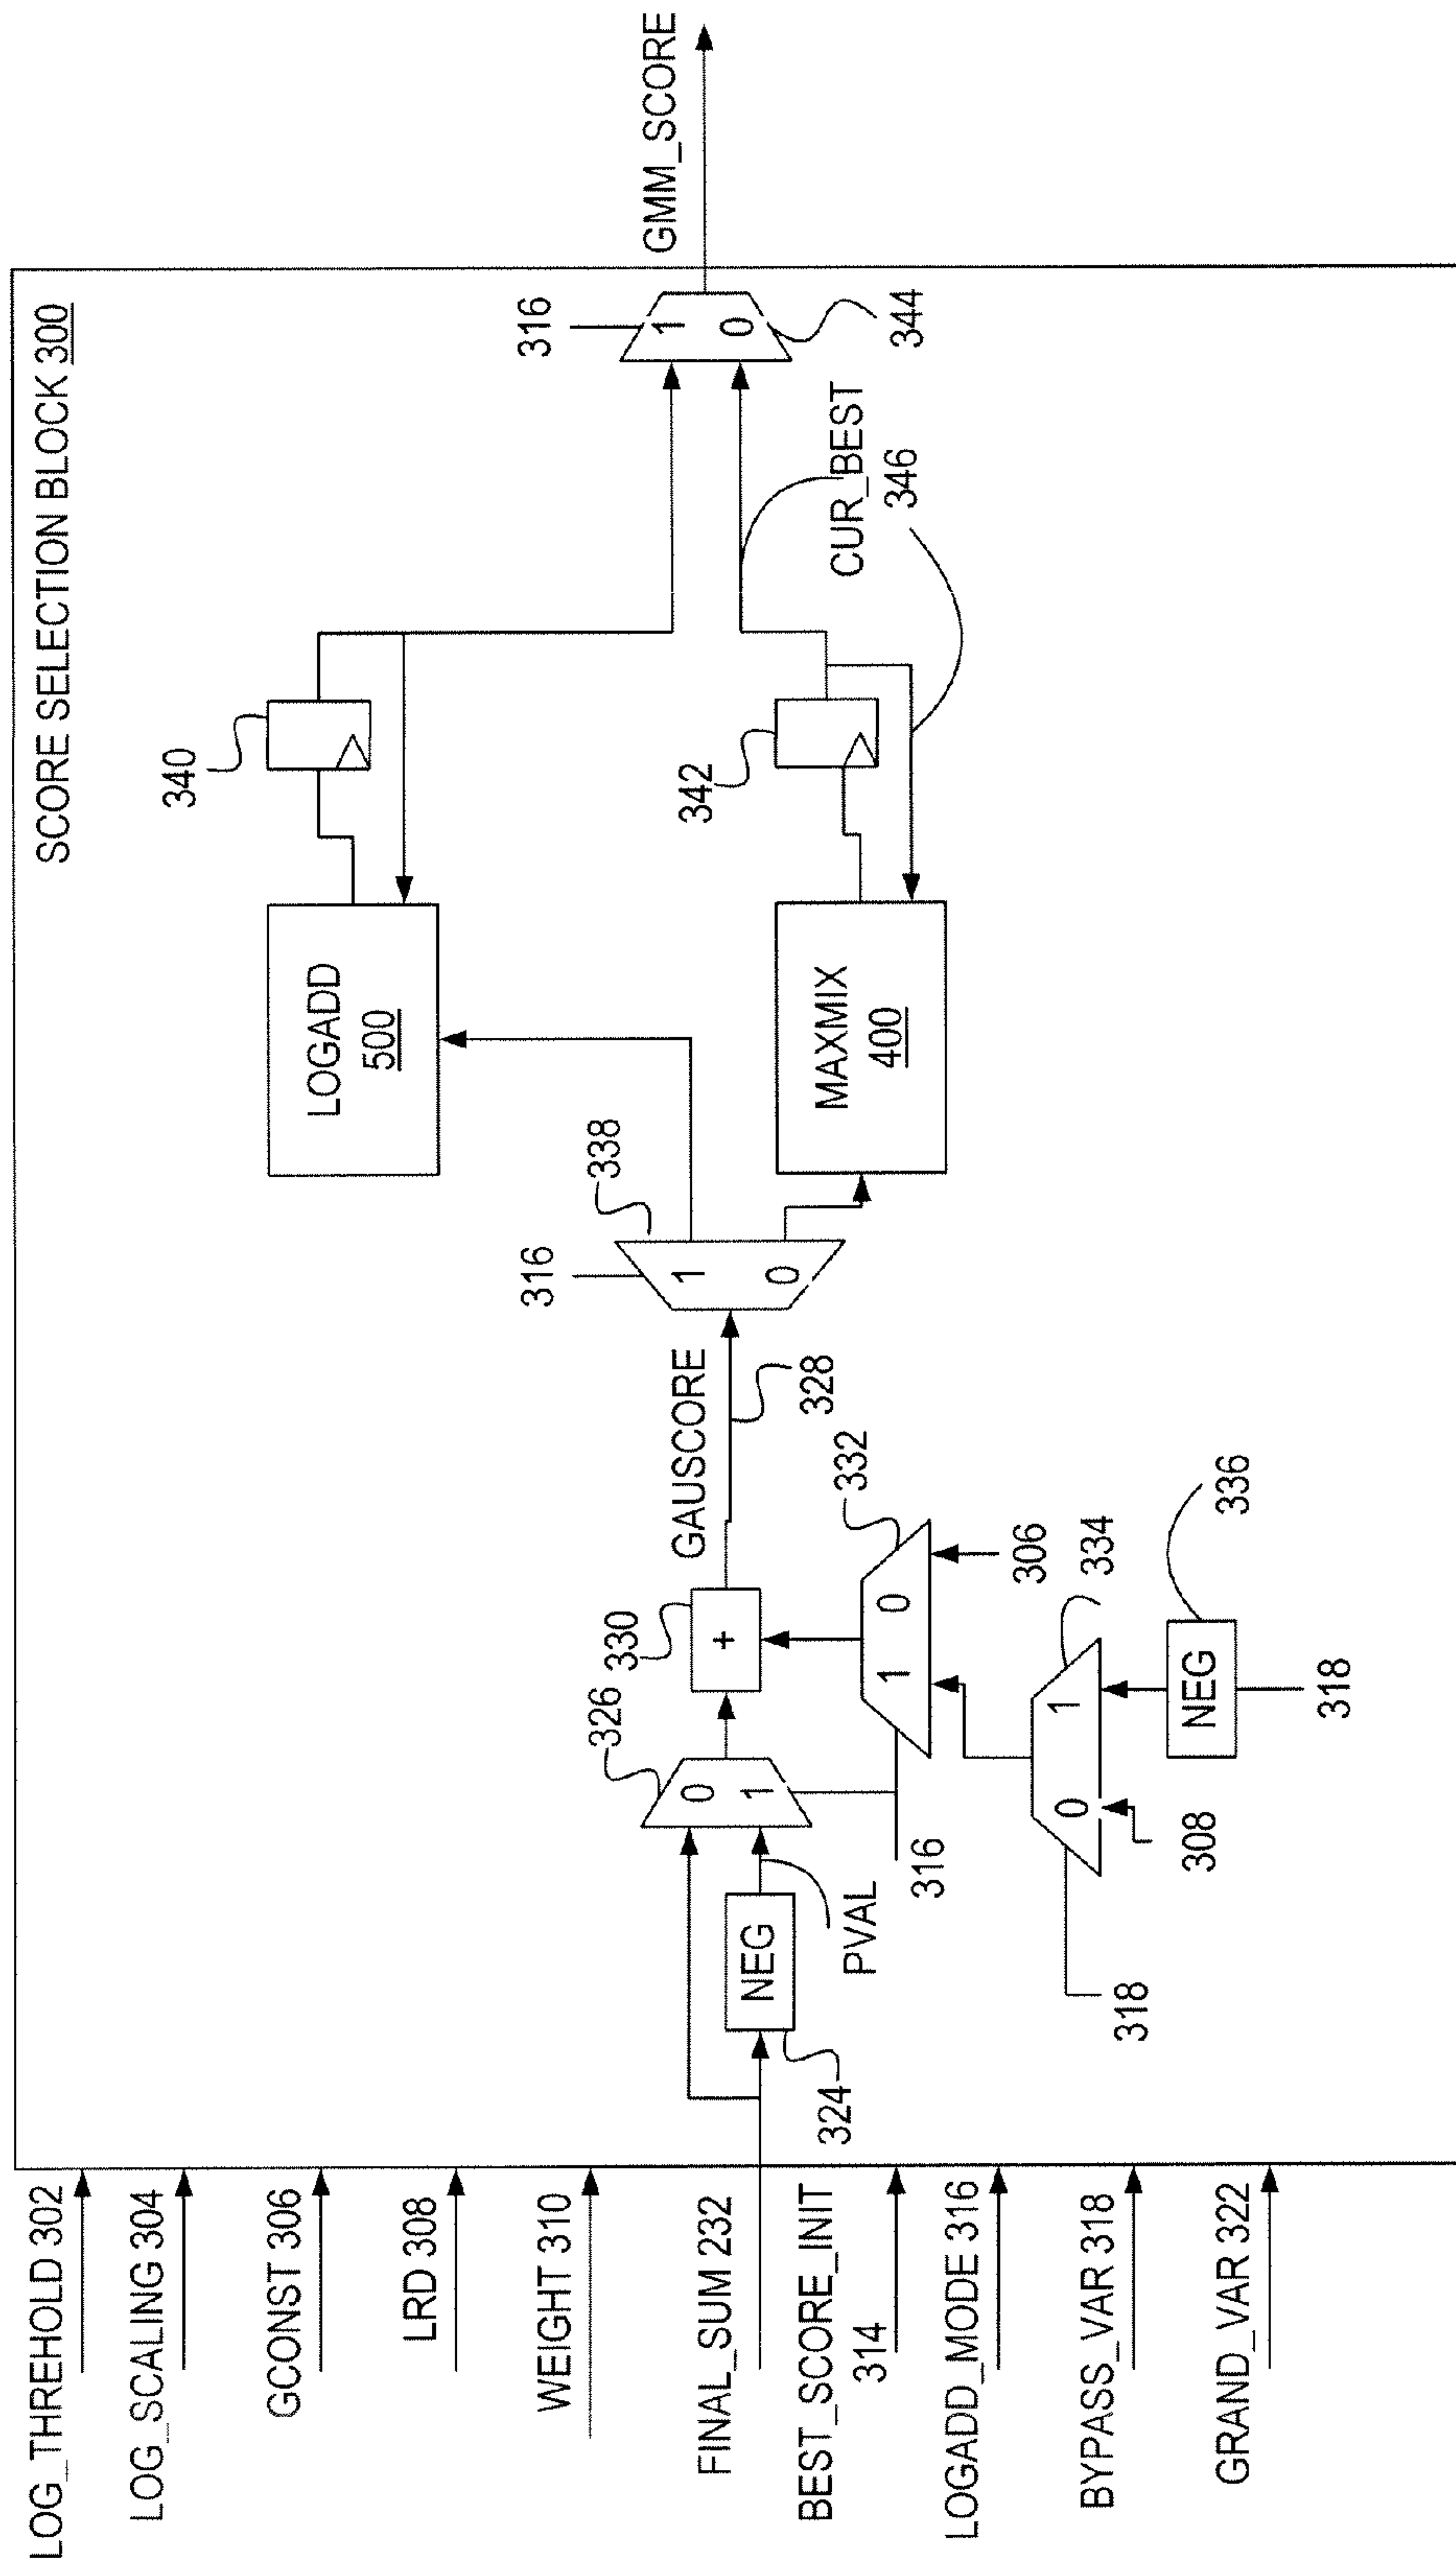 SCORE SELECTION BLOCK 300
LOG_THREHOLD 302
LOG_SCALING 304
GCONST 306
LRD 308
WEIGHT 310
FINAL_SUM 232
BEST_SCORE_INIT
314
LOGADD_MODE 316
BYPASS_VAR 318
GRAND_VAR 322
NEG
324
PVAL
0
1
326
316
+
330
GAUSCORE
328
1
0
332
306
0
1
334
318
308
NEG
336
318
316
1
0
338
LOGADD
500
MAXMIX
400
340
342
CUR_BEST
346
316
1
0
344
GMM_SCORE